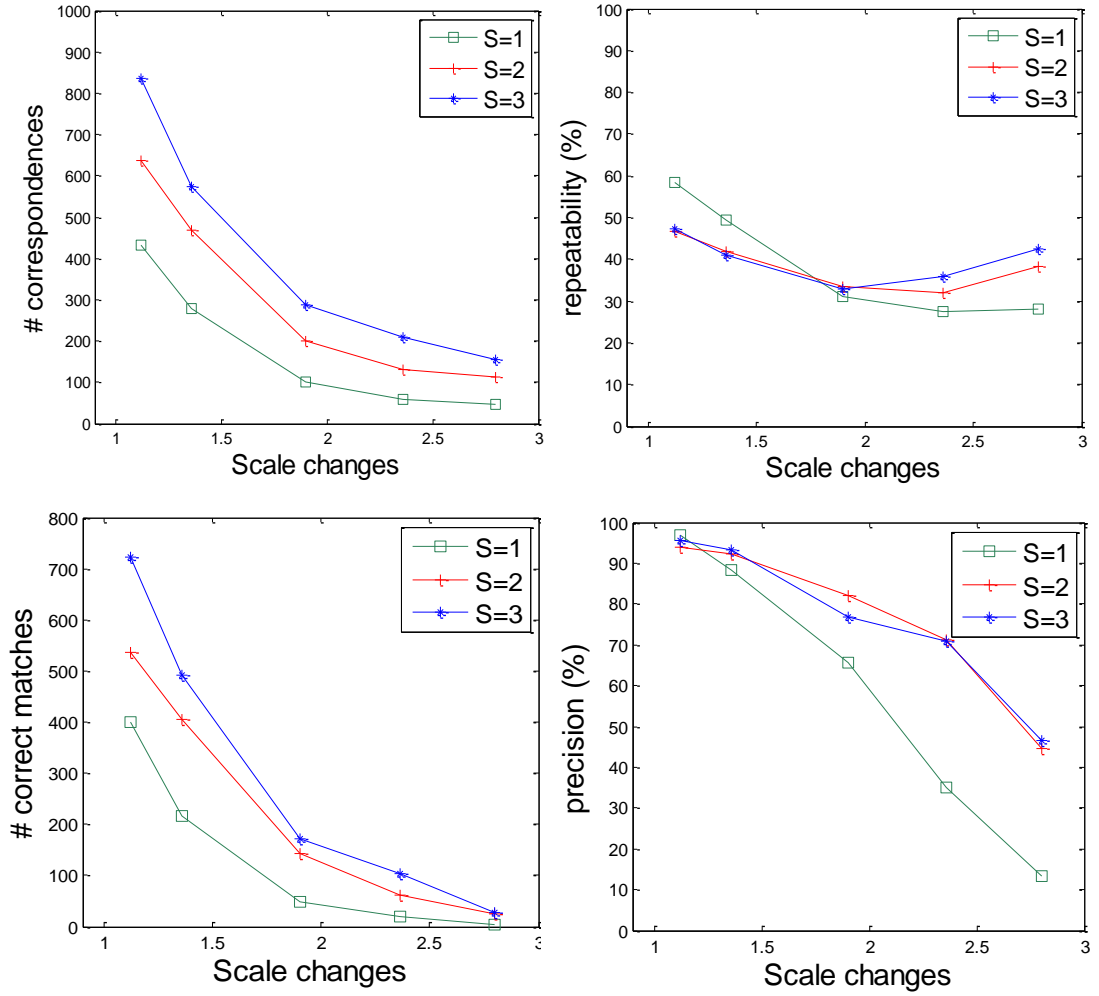 1000
900
800
700
600
500
400
300
200
100
0
# correspondences
1 1.5 2 2.5 3
Scale changes
S=1
S=2
S=3
100
90
80
70
60
50
40
30
20
10
0
repeatability (%)
1 1.5 2 2.5 3
Scale changes
S=1
S=2
S=3
800
700
600
500
400
300
200
100
0
# correct matches
1 1.5 2 2.5 3
Scale changes
S=1
S=2
S=3
100
90
80
70
60
50
40
30
20
10
0
precision (%)
1 1.5 2 2.5 3
Scale changes
S=1
S=2
S=3